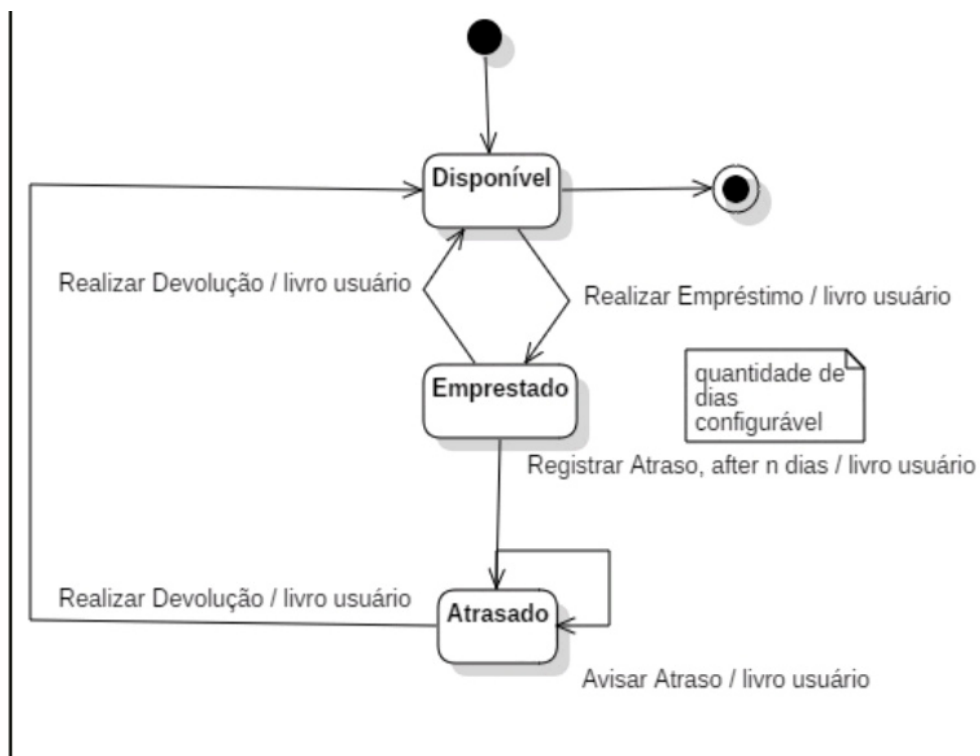 Disponível
Realizar Devolução / livro usuário
Realizar Empréstimo / livro usuário
Emprestado
quantidade de
dias
configurável
Registrar Atraso, after n dias / livro usuário
Realizar Devolução / livro usuário
Atrasado
Avisar Atraso / livro usuário